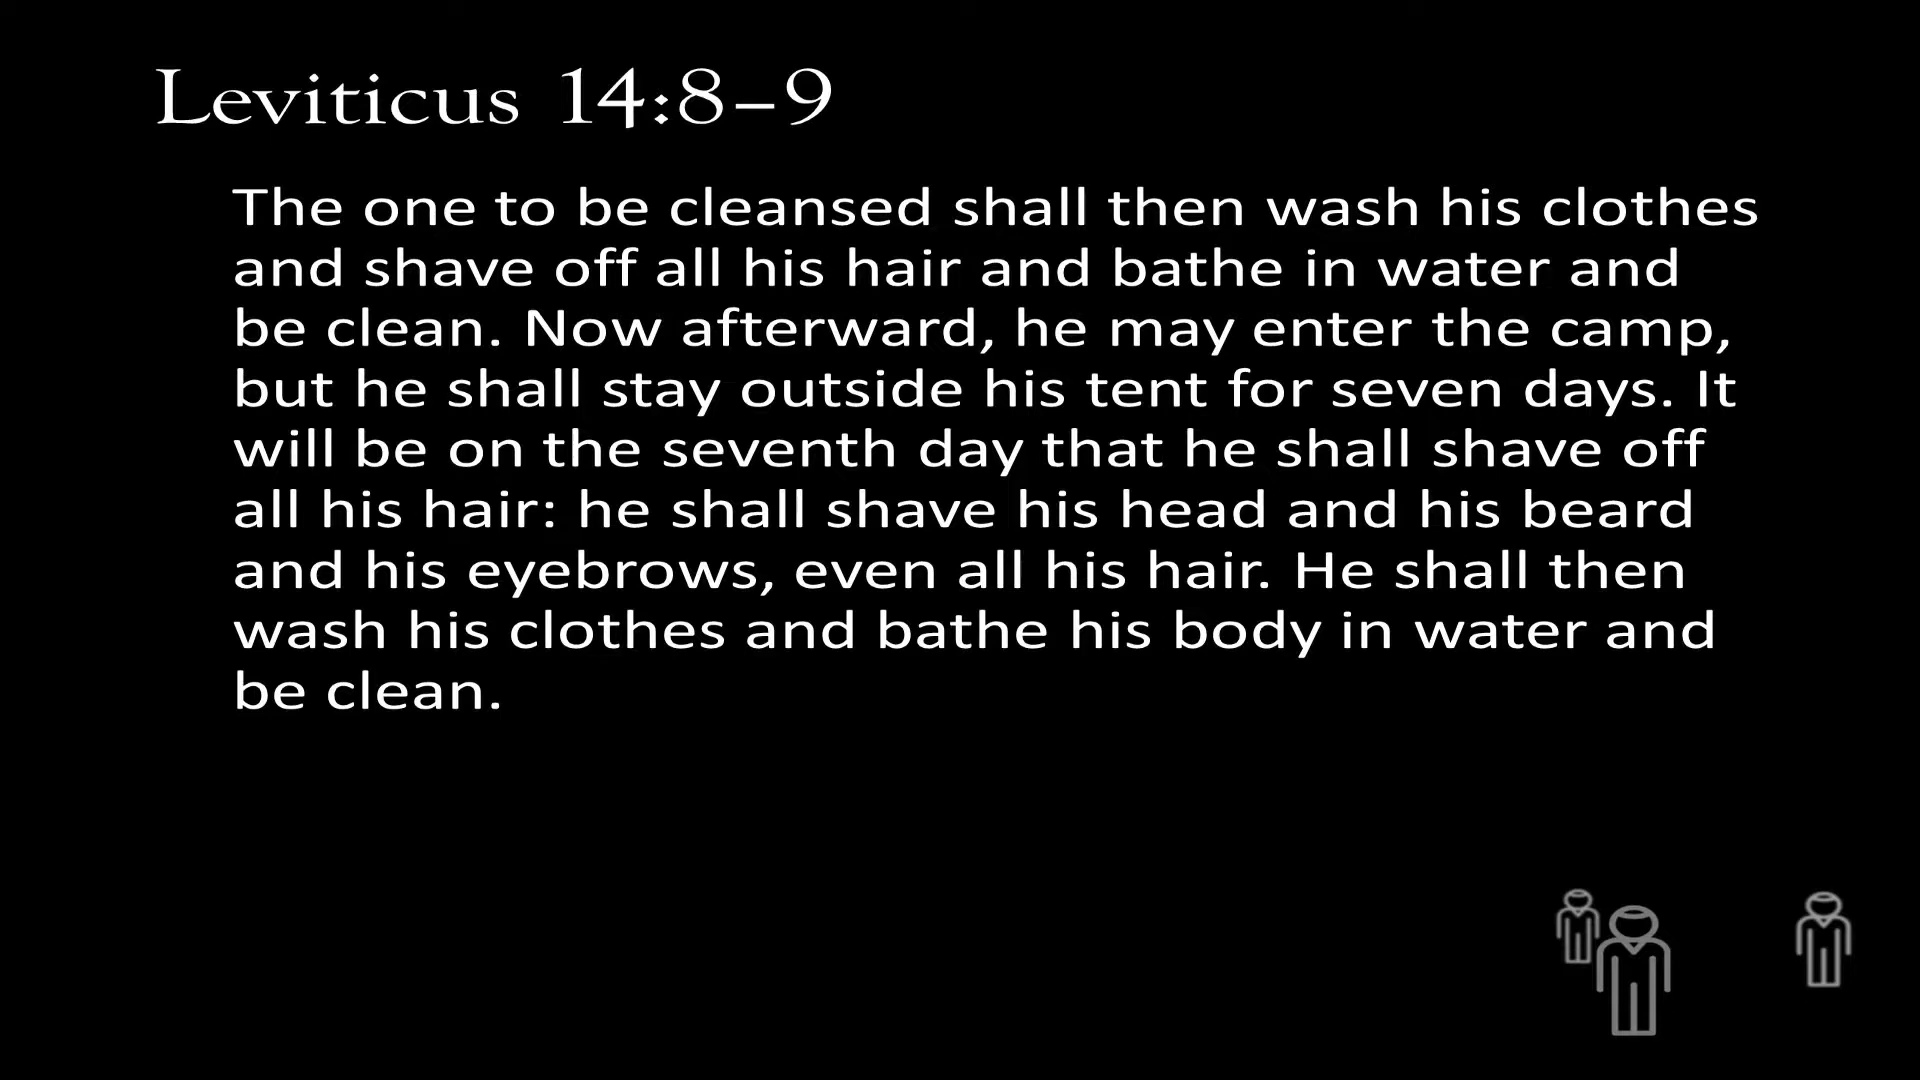 Leviticus 14:8–9
The one to be cleansed shall then wash his clothes
and shave off all his hair and bathe in water and
be clean. Now afterward, he may enter the camp,
but he shall stay outside his tent for seven days. It
will be on the seventh day that he shall shave off
all his hair: he shall shave his head and his beard
and his eyebrows, even all his hair. He shall then
wash his clothes and bathe his body in water and
be clean.